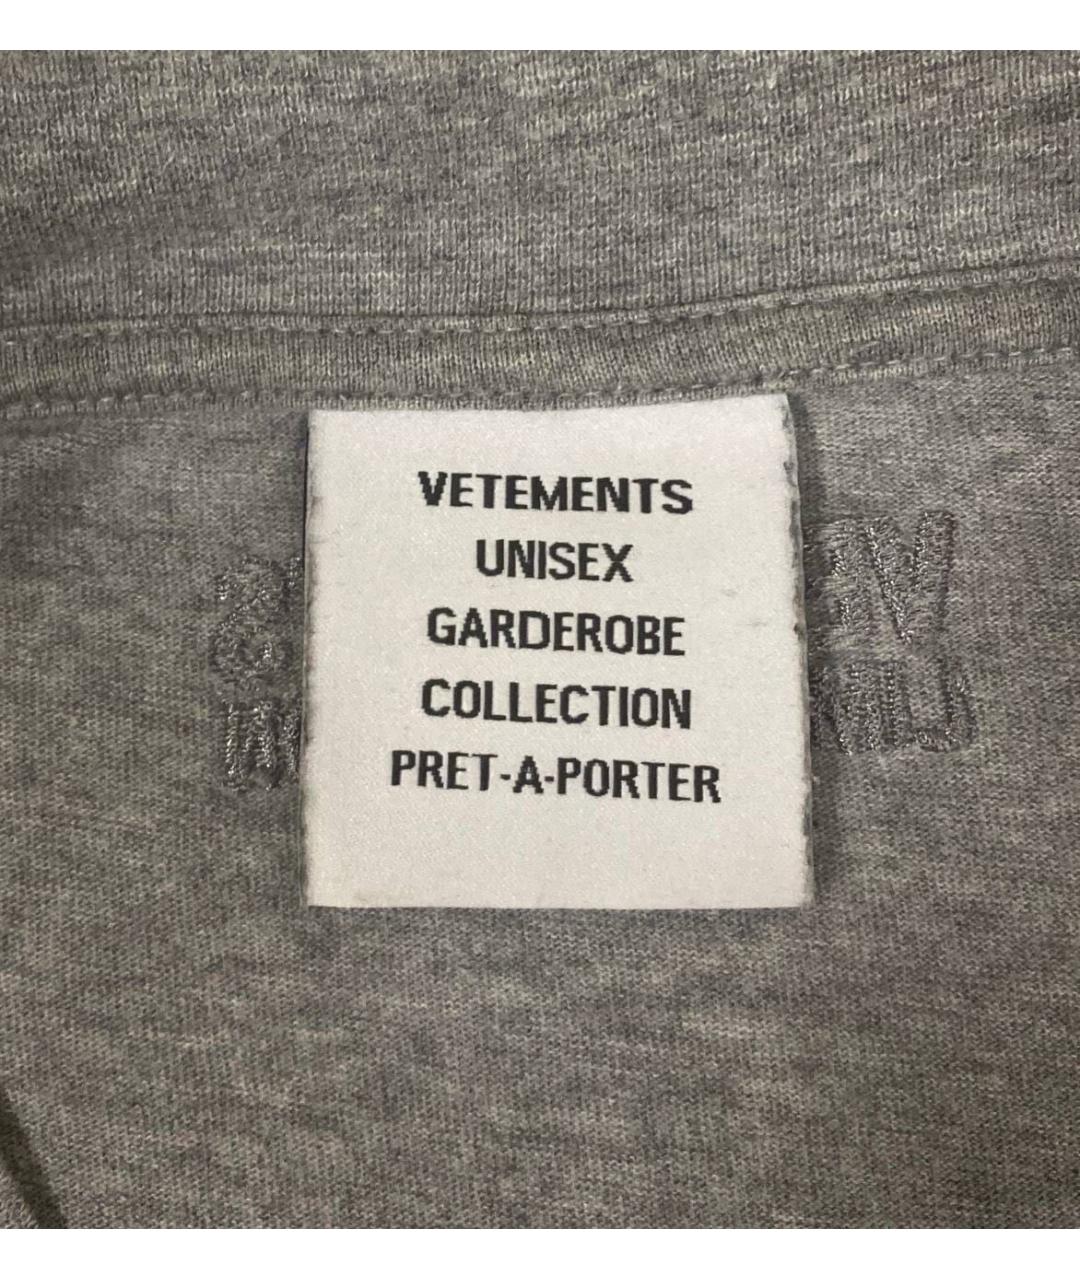 VETEMENTS
UNISEX
GARDEROBE
COLLECTION
PRET-A-PORTER